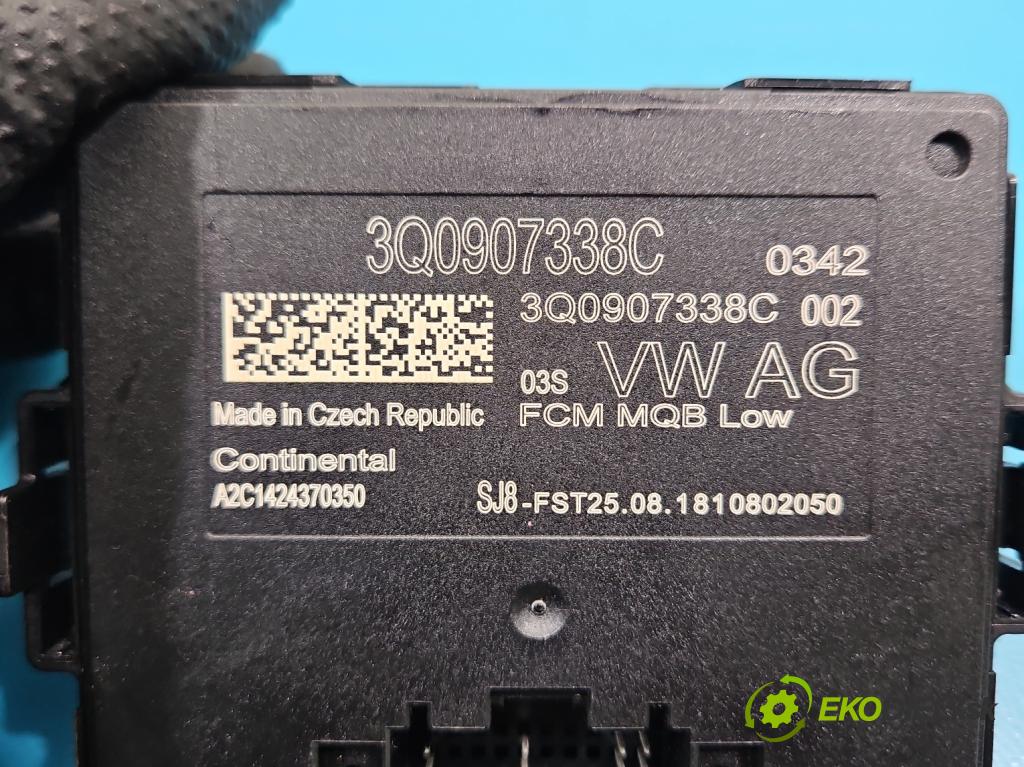 3Q0907338C 0342
3Q0907338C 002
03S VW AG
Made in Czech Republic FCM MQB Low
Continental
A2C1424370350 SJ8-FST25.08.1810802050
EKO